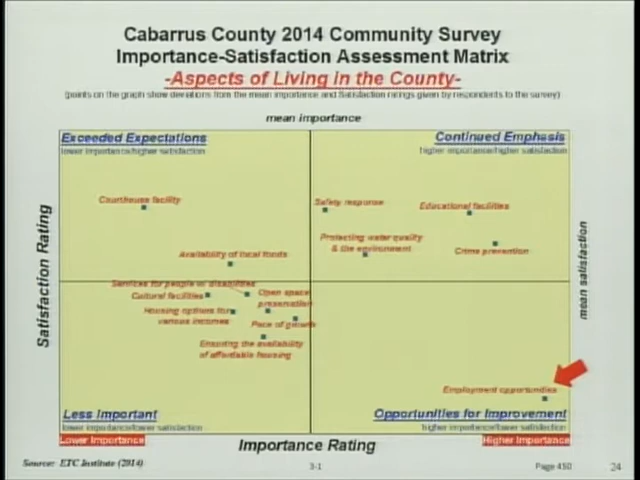 Cabarrus County 2014 Community Survey
Importance-Satisfaction Assessment Matrix
-Aspects of Living in the County-
(points on the graph show deviations from the mean importance and Satisfaction ratings given by respondents to the survey)
mean importance
Exceeded Expectations
lower importance/higher satisfaction
Continued Emphasis
higher importance/higher satisfaction
Courthouse facility
Safety response
Educational facilities
Protecting water quality
& the environment
Crime prevention
Availability of local foods
Satisfaction Rating
mean satisfaction
Services for people w/ disabilities
Cultural facilities
Open space
preservation
Housing options for
various incomes
Pace of growth
Ensuring the availability
of affordable housing
Employment opportunities
Less Important
lower importance/lower satisfaction
Opportunities for Improvement
higher importance/lower satisfaction
Lower Importance
Importance Rating
Higher Importance
Source: ETC Institute (2014)
3-1
Page 450
24